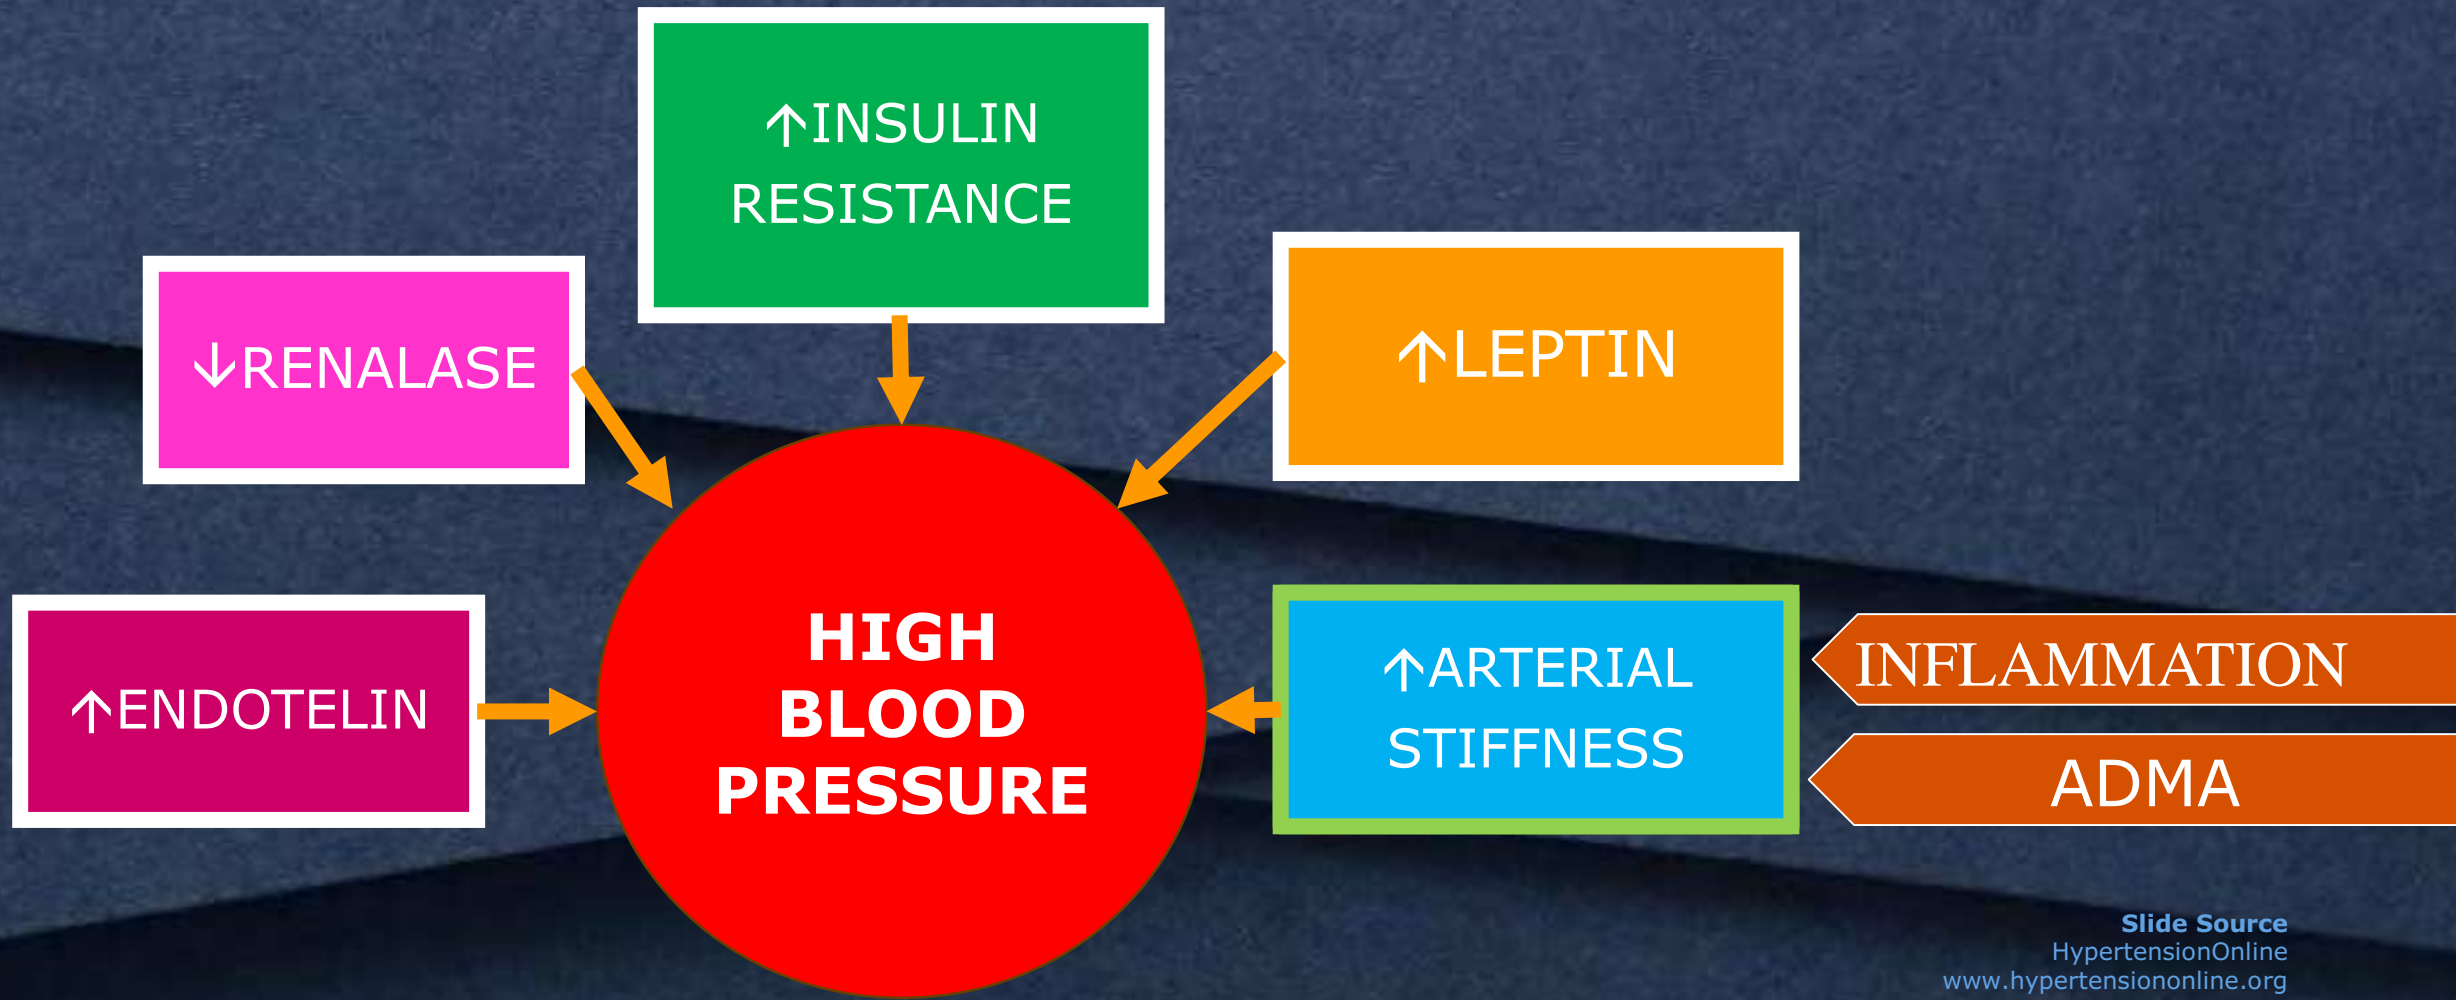 ↑INSULIN
RESISTANCE
↓RENALASE
↑LEPTIN
↑ENDOTELIN
HIGH
BLOOD
PRESSURE
↑ARTERIAL
STIFFNESS
INFLAMMATION
ADMA
Slide Source
HypertensionOnline
www.hypertensiononline.org